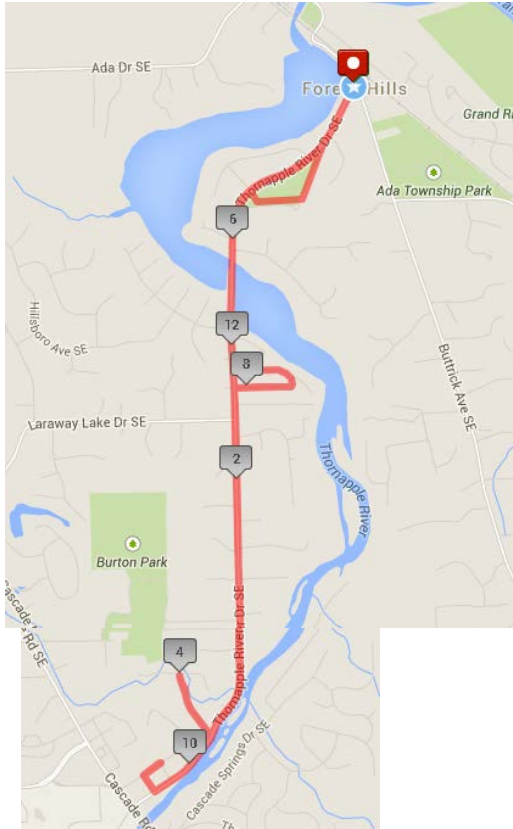 Ada Dr SE
Fore Hills
Grand Ri
Thornapple River Dr SE
Ada Township Park
6
12
Hillsboro Ave SE
8
Buttrick Ave SE
Laraway Lake Dr SE
2
Thornapple River
Burton Park
Cascade
Rd SE
4
Thornapple River Dr SE
10
Cascade Springs Dr SE
Cascade Rd